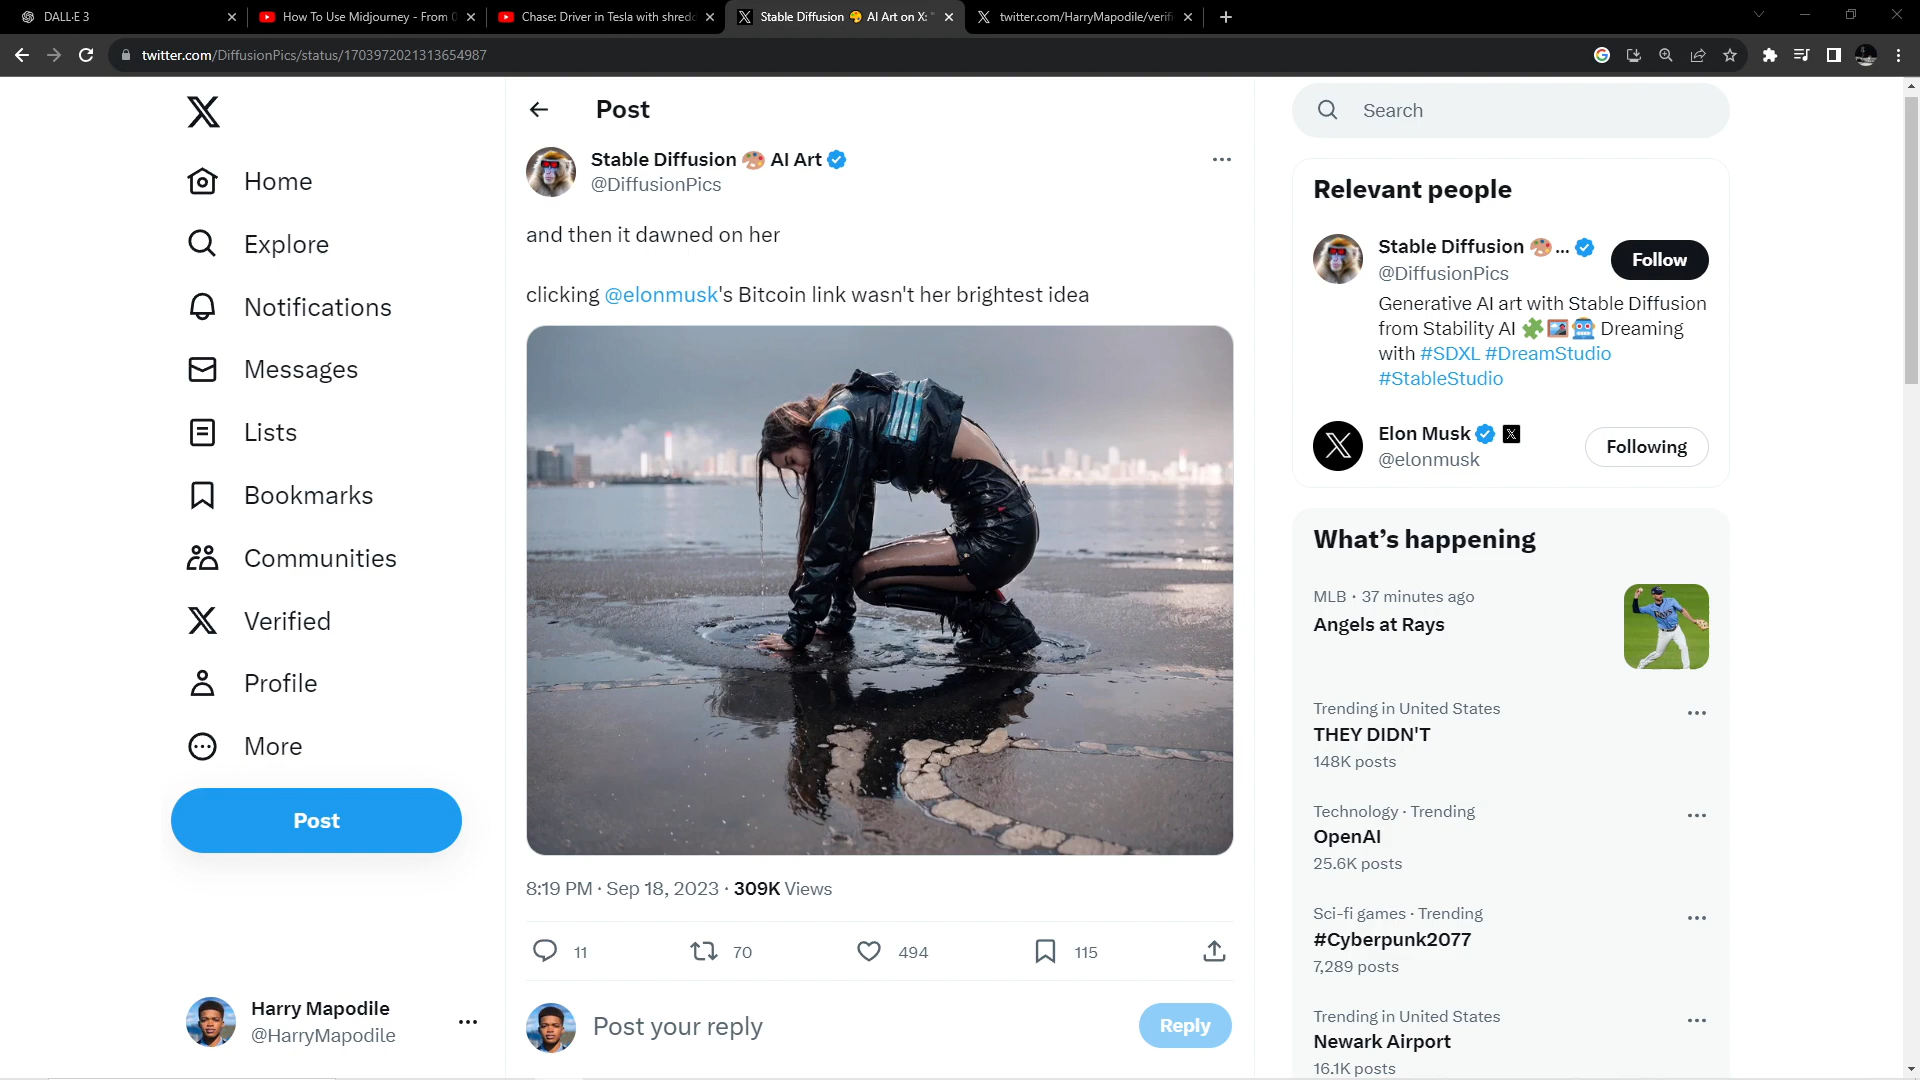 DALL·E 3
How To Use Midjourney - From
Chase: Driver in Tesla with shred
Stable Diffusion 🎨 AI Art on X: "
twitter.com/HarryMapodile/verifi
twitter.com/DiffusionPics/status/1703972021313654987
Home
Explore
Notifications
Messages
Lists
Bookmarks
Communities
Verified
Profile
More
Post
Harry Mapodile
@HarryMapodile
Post
Stable Diffusion 🎨 AI Art
@DiffusionPics
and then it dawned on her
clicking @elonmusk's Bitcoin link wasn't her brightest idea
8:19 PM · Sep 18, 2023 · 309K Views
11 70 494 115
Post your reply
Reply
Search
Relevant people
Stable Diffusion 🎨...
@DiffusionPics
Follow
Generative AI art with Stable Diffusion
from Stability AI 🧩🖼️🤖 Dreaming
with #SDXL #DreamStudio
#StableStudio
Elon Musk
@elonmusk
Following
What's happening
MLB · 37 minutes ago
Angels at Rays
Trending in United States
THEY DIDN'T
148K posts
Technology · Trending
OpenAI
25.6K posts
Sci-fi games · Trending
#Cyberpunk2077
7,289 posts
Trending in United States
Newark Airport
16.1K posts